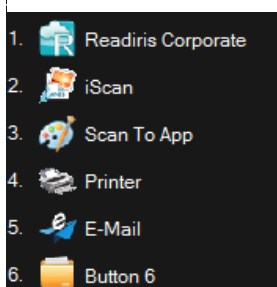 1. Readiris Corporate
2. iScan
3. Scan To App
4. Printer
5. E-Mail
6. Button 6